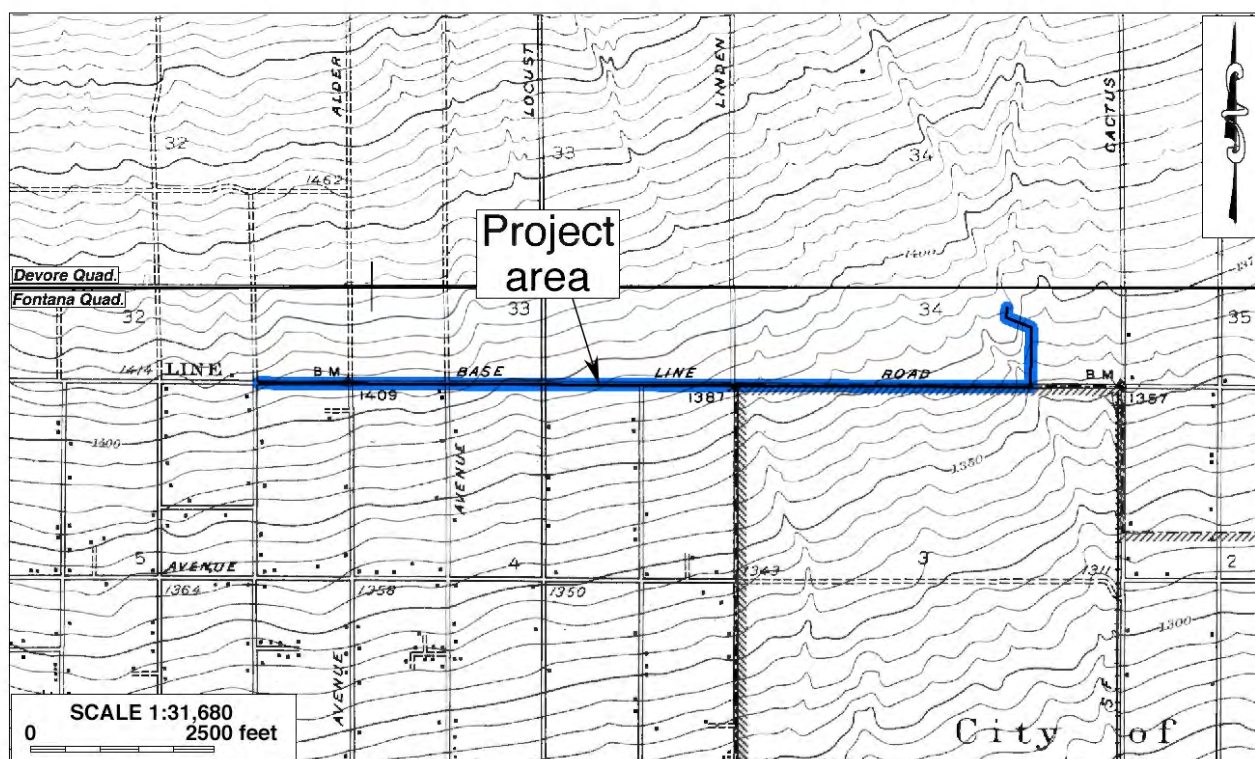 ALDER
LOCUST
LINDEN
CACTUS
32
33
34
1462
1400
Devore Quad.
Fontana Quad.
Project
area
32
33
34
35
1414 LINE
B M
BASE
LINE
ROAD
B M
1409
1387
1357
1400
AVENUE
1350
5
4
3
2
AVENUE
1364
1358
1350
1343
1311
1300
AVENUE
SCALE 1:31,680
0 2500 feet
City of